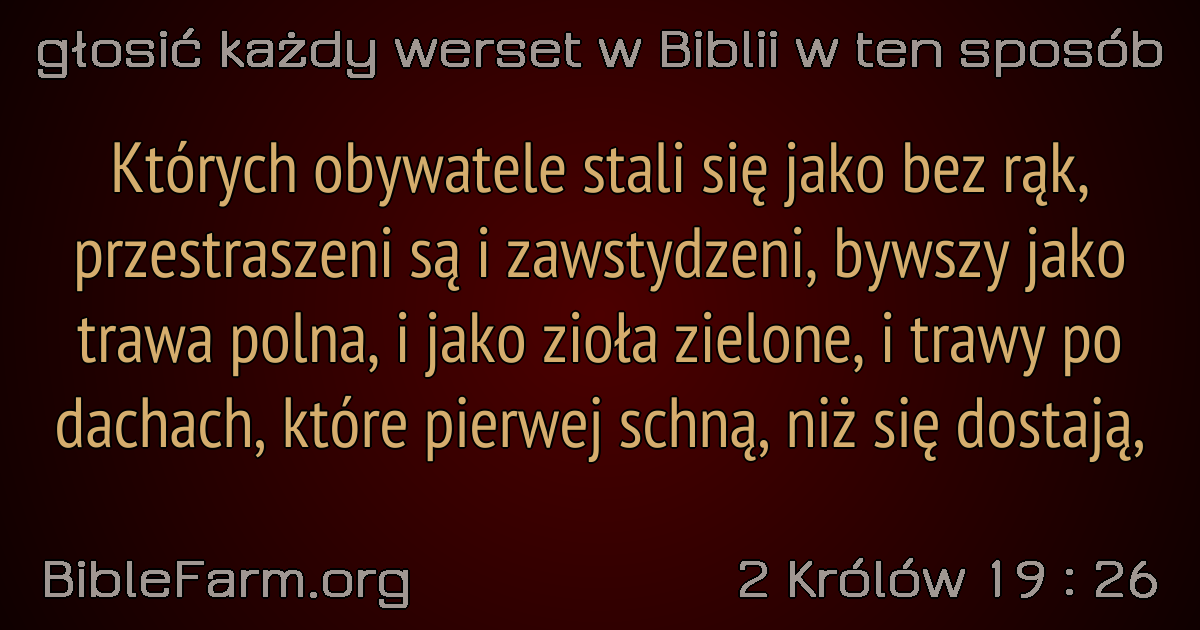 głosić każdy werset w Biblii w ten sposób
Których obywatele stali się jako bez rąk,
przestraszeni są i zawstydzeni, bywszy jako
trawa polna, i jako zioła zielone, i trawy po
dachach, które pierwej schną, niż się dostają,
BibleFarm.org
2 Królów 19 : 26